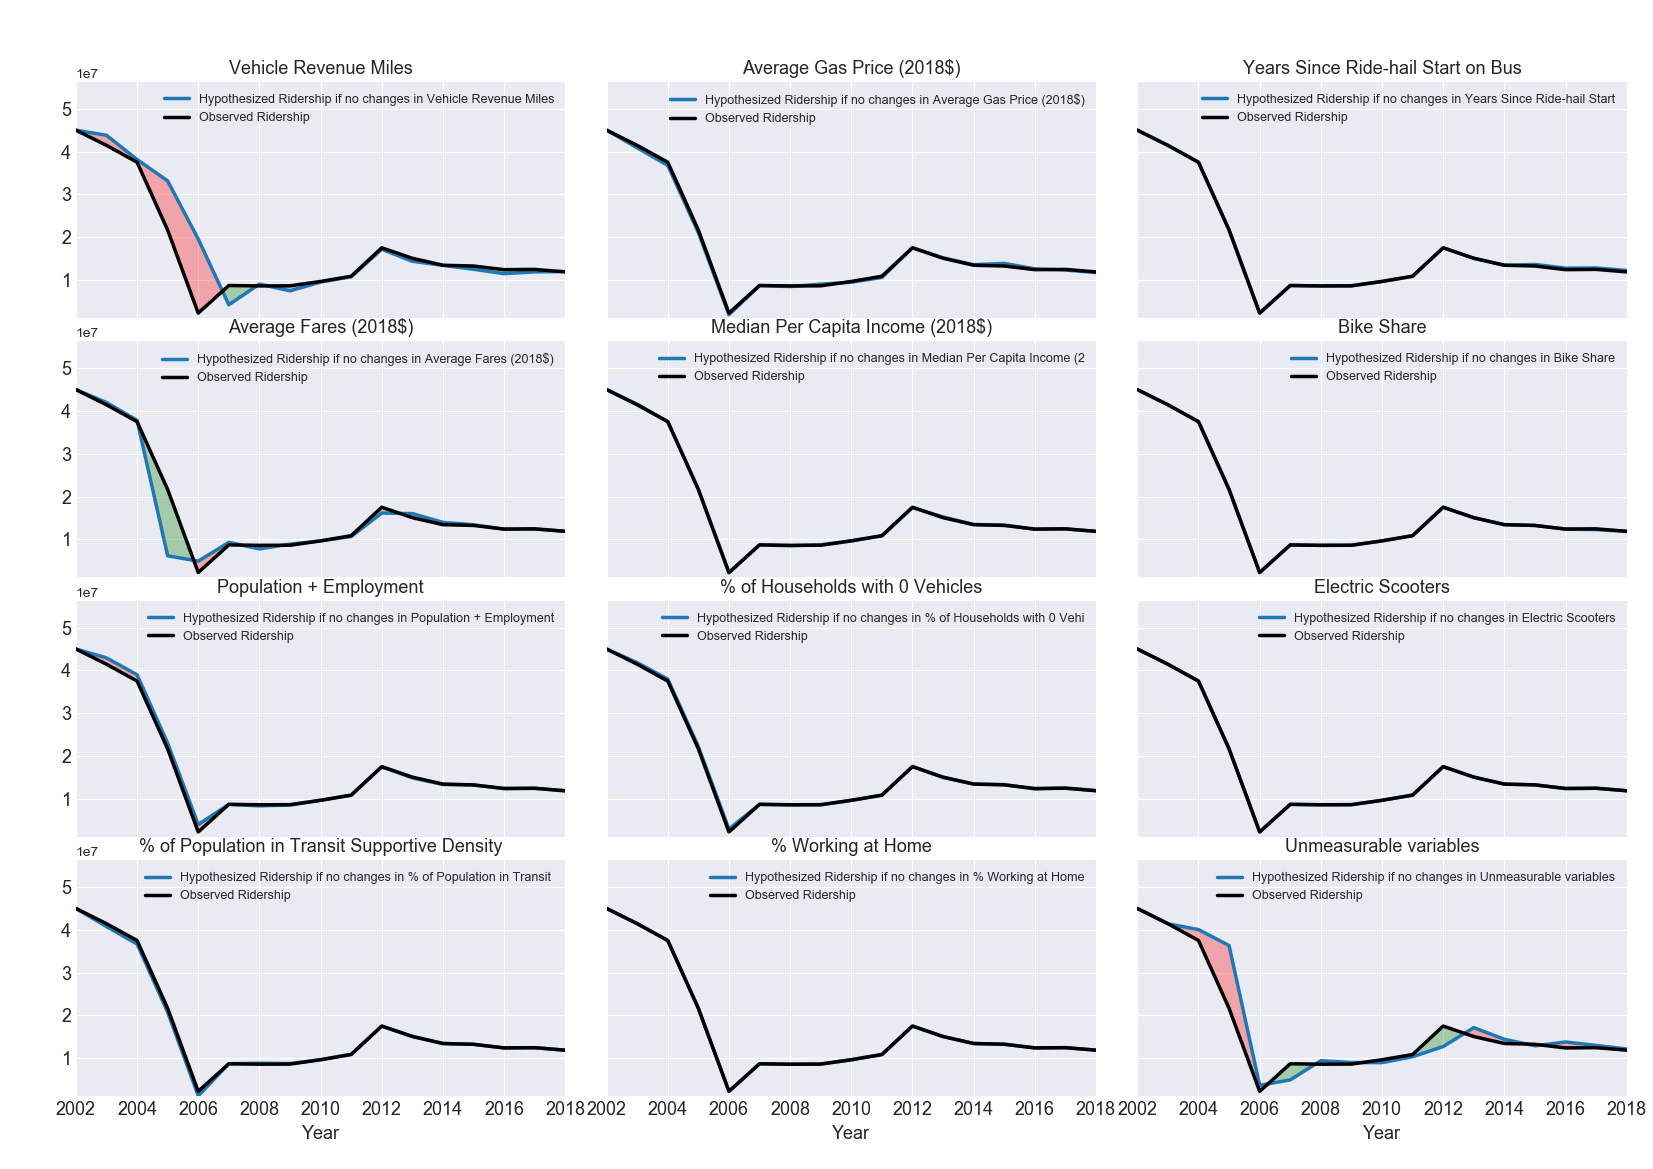 Vehicle Revenue Miles
1e7
Hypothesized Ridership if no changes in Vehicle Revenue Miles
Observed Ridership
5
4
3
2
1
Average Gas Price (2018$)
Hypothesized Ridership if no changes in Average Gas Price (2018$)
Observed Ridership
Years Since Ride-hail Start on Bus
Hypothesized Ridership if no changes in Years Since Ride-hail Start
Observed Ridership
Average Fares (2018$)
1e7
Hypothesized Ridership if no changes in Average Fares (2018$)
Observed Ridership
5
4
3
2
1
Median Per Capita Income (2018$)
Hypothesized Ridership if no changes in Median Per Capita Income (2
Observed Ridership
Bike Share
Hypothesized Ridership if no changes in Bike Share
Observed Ridership
Population + Employment
1e7
Hypothesized Ridership if no changes in Population + Employment
Observed Ridership
5
4
3
2
1
% of Households with 0 Vehicles
Hypothesized Ridership if no changes in % of Households with 0 Vehi
Observed Ridership
Electric Scooters
Hypothesized Ridership if no changes in Electric Scooters
Observed Ridership
% of Population in Transit Supportive Density
1e7
Hypothesized Ridership if no changes in % of Population in Transit
Observed Ridership
5
4
3
2
1
2002 2004 2006 2008 2010 2012 2014 2016 2018
Year
% Working at Home
Hypothesized Ridership if no changes in % Working at Home
Observed Ridership
2002 2004 2006 2008 2010 2012 2014 2016 2018
Year
Unmeasurable variables
Hypothesized Ridership if no changes in Unmeasurable variables
Observed Ridership
2002 2004 2006 2008 2010 2012 2014 2016 2018
Year